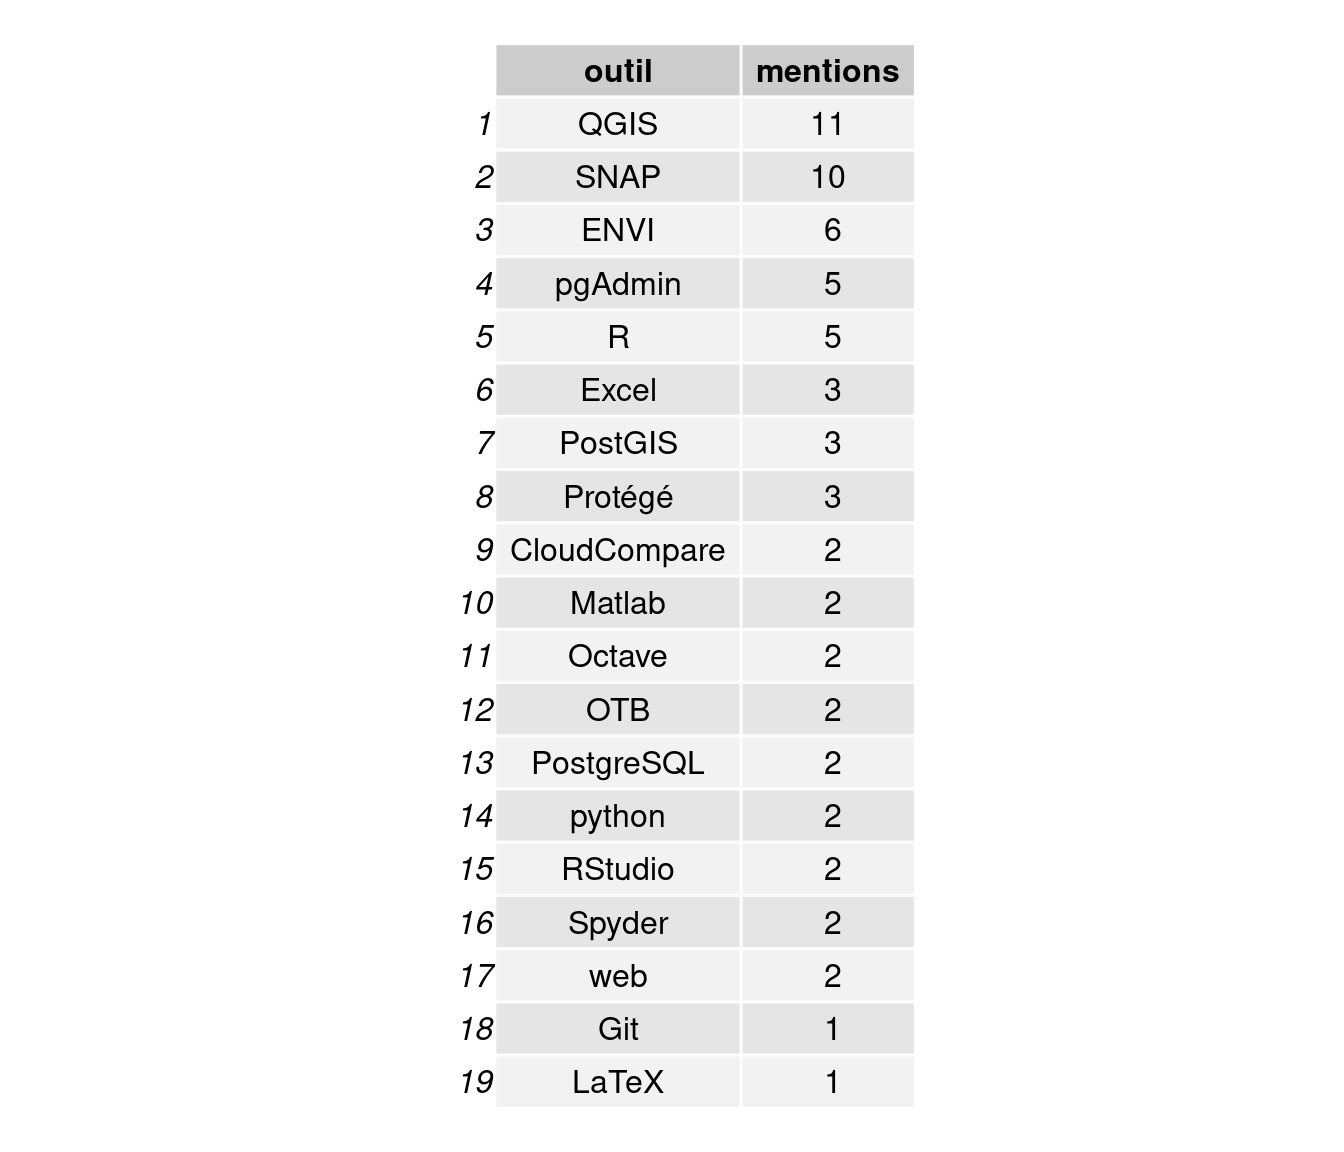 outil mentions
1 QGIS 11
2 SNAP 10
3 ENVI 6
4 pgAdmin 5
5 R 5
6 Excel 3
7 PostGIS 3
8 Protégé 3
9 CloudCompare 2
10 Matlab 2
11 Octave 2
12 OTB 2
13 PostgreSQL 2
14 python 2
15 RStudio 2
16 Spyder 2
17 web 2
18 Git 1
19 LaTeX 1